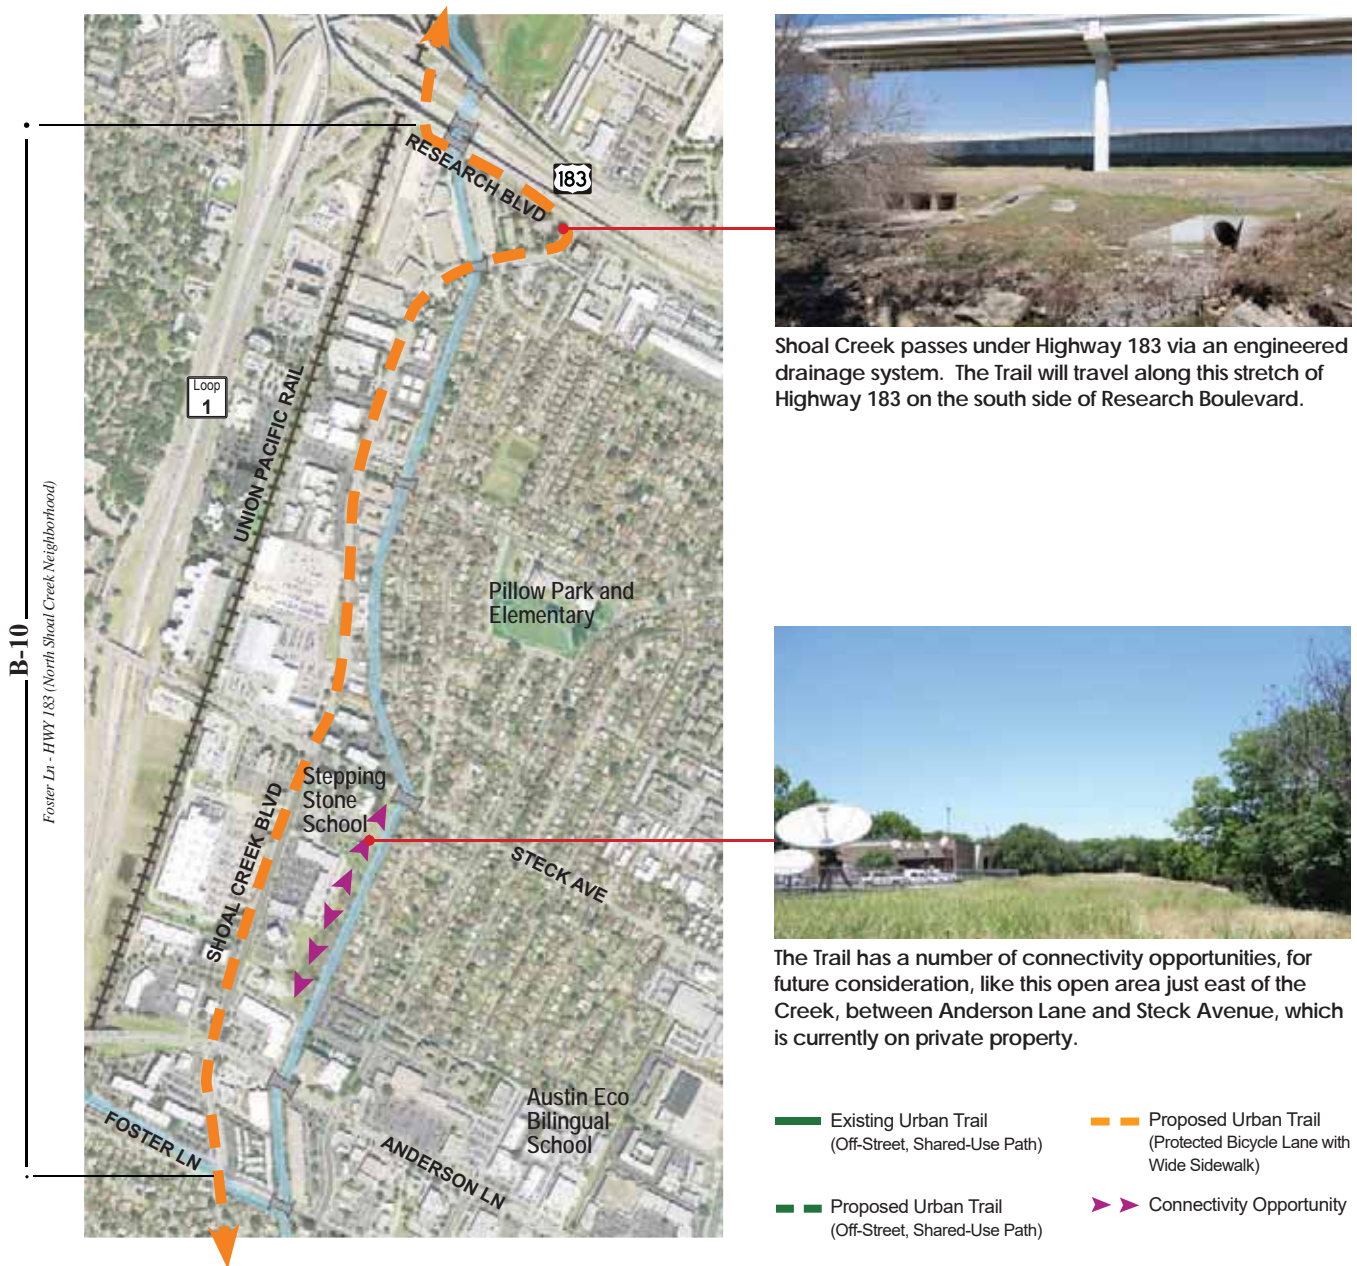 RESEARCH BLVD
183
Loop
1
UNION PACIFIC RAIL
B-10
Foster Ln - HWY 183 (North Shoal Creek Neighborhood)
Pillow Park and
Elementary
Stepping
Stone
School
SHOAL CREEK BLVD
STECK AVE
Austin Eco
Bilingual
School
FOSTER LN
ANDERSON LN
Shoal Creek passes under Highway 183 via an engineered
drainage system. The Trail will travel along this stretch of
Highway 183 on the south side of Research Boulevard.
The Trail has a number of connectivity opportunities, for
future consideration, like this open area just east of the
Creek, between Anderson Lane and Steck Avenue, which
is currently on private property.
Existing Urban Trail
(Off-Street, Shared-Use Path)
Proposed Urban Trail
(Off-Street, Shared-Use Path)
Proposed Urban Trail
(Protected Bicycle Lane with
Wide Sidewalk)
Connectivity Opportunity